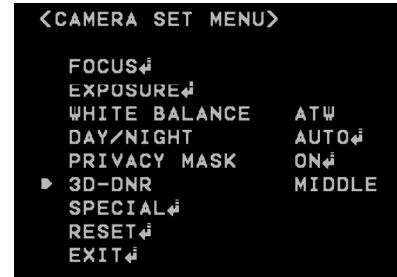 <CAMERA SET MENU>
FOCUS↵
EXPOSURE↵
WHITE BALANCE ATW
DAY/NIGHT AUTO↵
PRIVACY MASK ON↵
3D-DNR MIDDLE
SPECIAL↵
RESET↵
EXIT↵